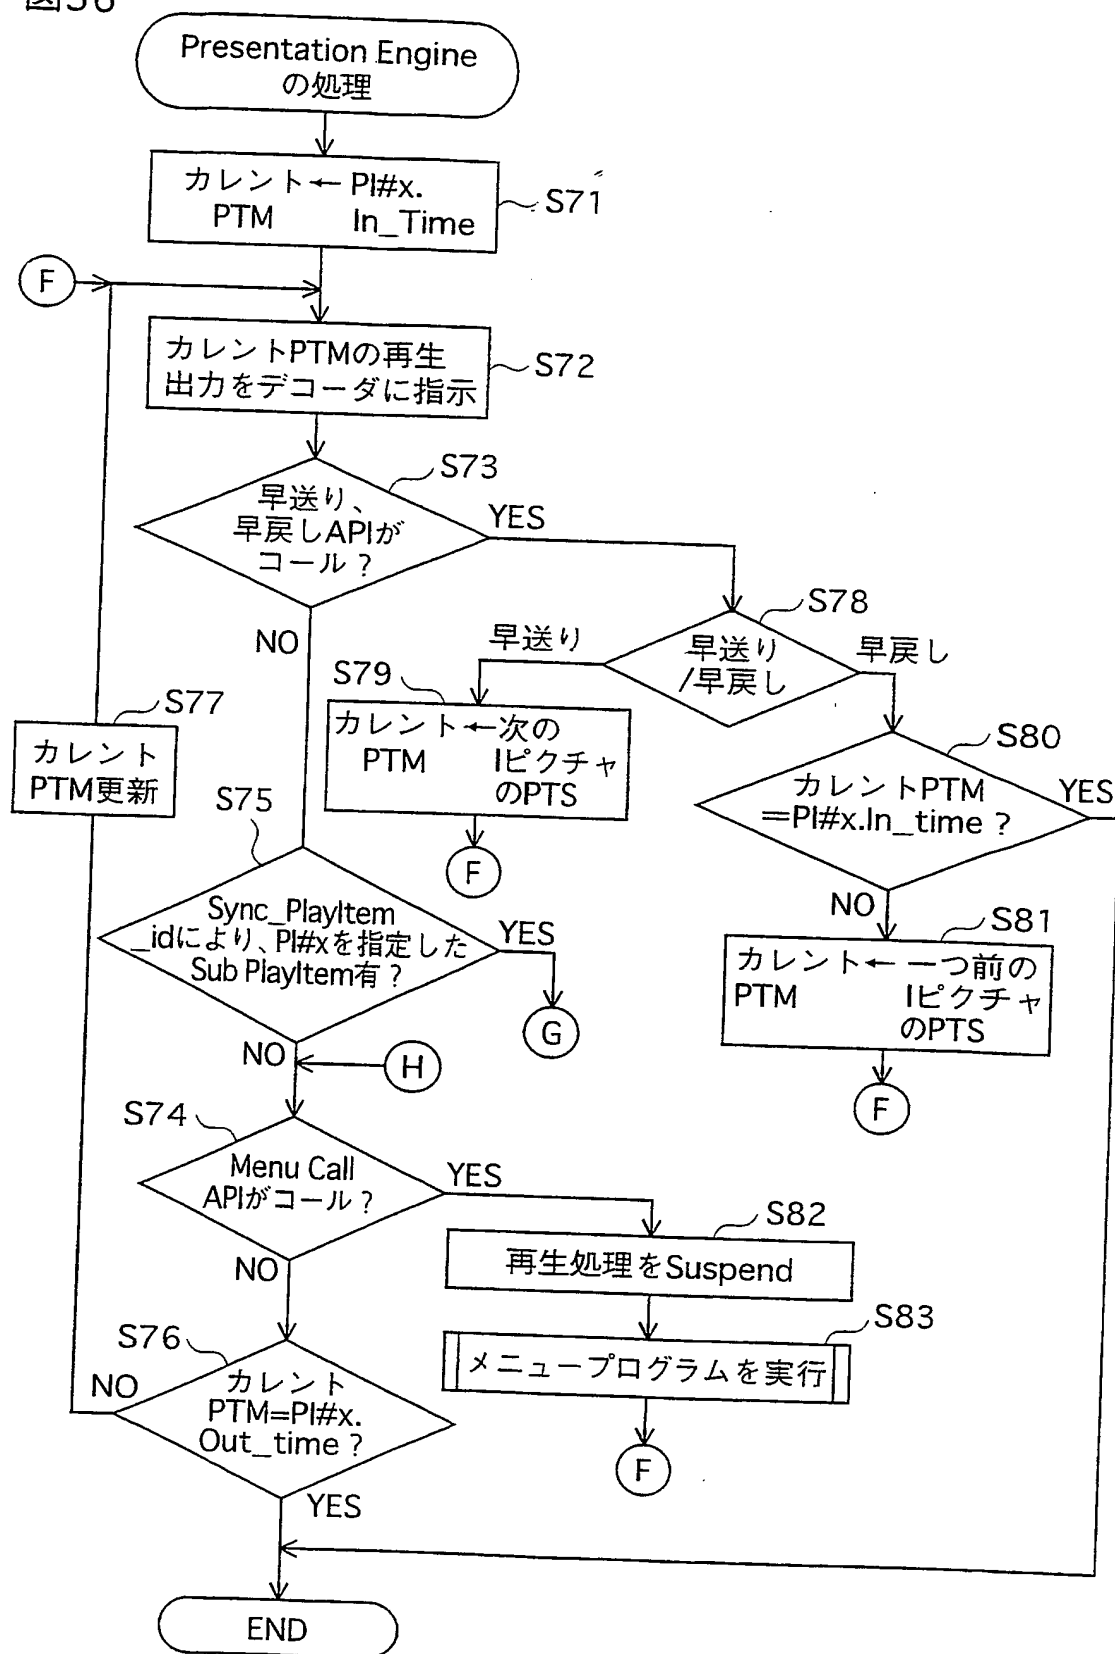 図36
Presentation Engine
の処理
カレント← PI#x.
PTM In_Time
S71
F
カレントPTMの再生
出力をデコーダに指示
S72
S73
早送り、
早戻しAPIが
コール？
YES
NO
S78
早送り
/早戻し
早送り
早戻し
S79
カレント←次の
PTM Iピクチャ
のPTS
F
S80
カレントPTM
=PI#x.In_time？
YES
NO
S81
カレント← 一つ前の
PTM Iピクチャ
のPTS
F
S77
カレント
PTM更新
S75
Sync_PlayItem
_idにより、PI#xを指定した
Sub PlayItem有？
YES
G
NO
H
S74
Menu Call
APIがコール？
YES
NO
S82
再生処理をSuspend
S83
メニュープログラムを実行
F
S76
カレント
PTM=PI#x.
Out_time？
NO
YES
END